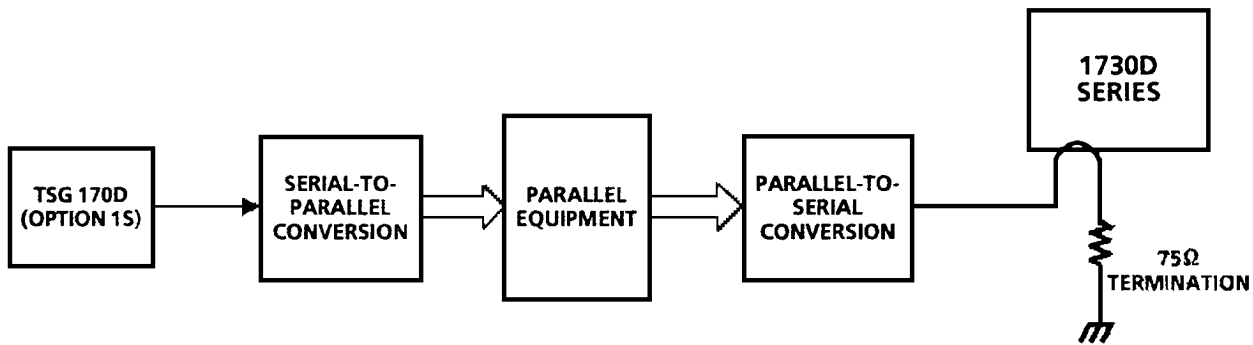 TSG 170D
(OPTION 1S)
SERIAL-TO-
PARALLEL
CONVERSION
PARALLEL
EQUIPMENT
PARALLEL-TO-
SERIAL
CONVERSION
1730D
SERIES
75Ω
TERMINATION